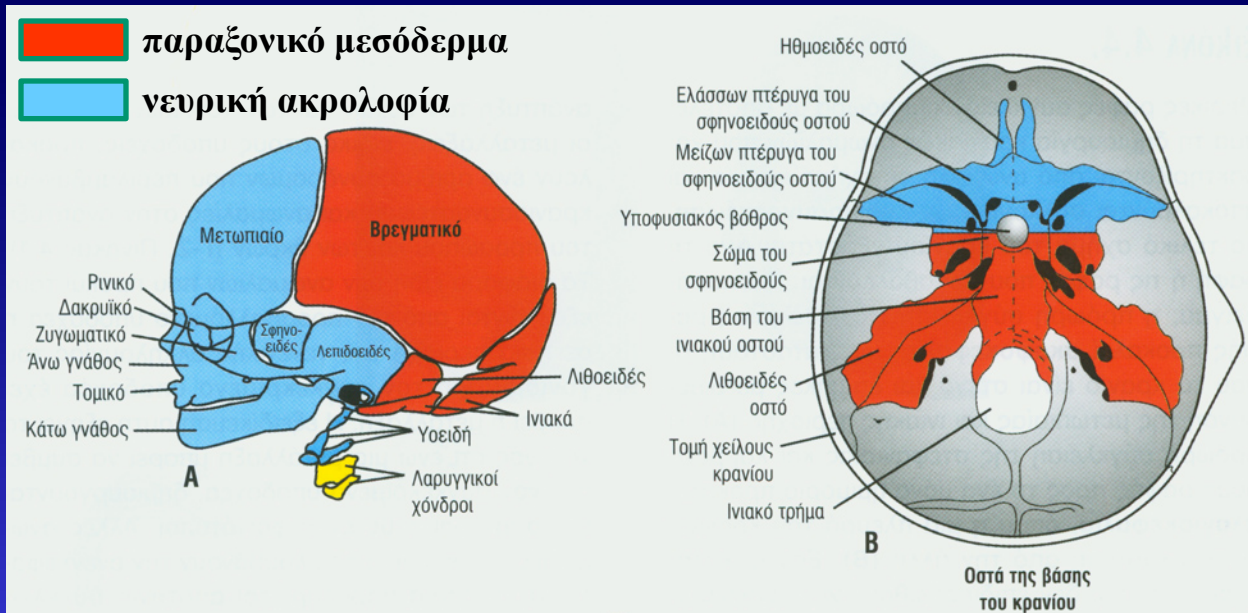 παραξονικό μεσόδερμα
νευρική ακρολοφία
Μετωπιαίο
Βρεγματικό
Ρινικό
Δακρυϊκό
Ζυγωματικό
Άνω γνάθος
Τομικό
Κάτω γνάθος
Σφηνο-
ειδές
Λεπιδοειδές
Λιθοειδές
Ινιακά
Υοειδή
Λαρυγγικοί
χόνδροι
A
Ηθμοειδές οστό
Ελάσσων πτέρυγα του
σφηνοειδούς οστού
Μείζων πτέρυγα του
σφηνοειδούς οστού
Υποφυσιακός βόθρος
Σώμα του
σφηνοειδούς
Βάση του
ινιακού οστού
Λιθοειδές
οστό
Τομή χείλους
κρανίου
Ινιακό τρήμα
B
Οστά της βάσης
του κρανίου